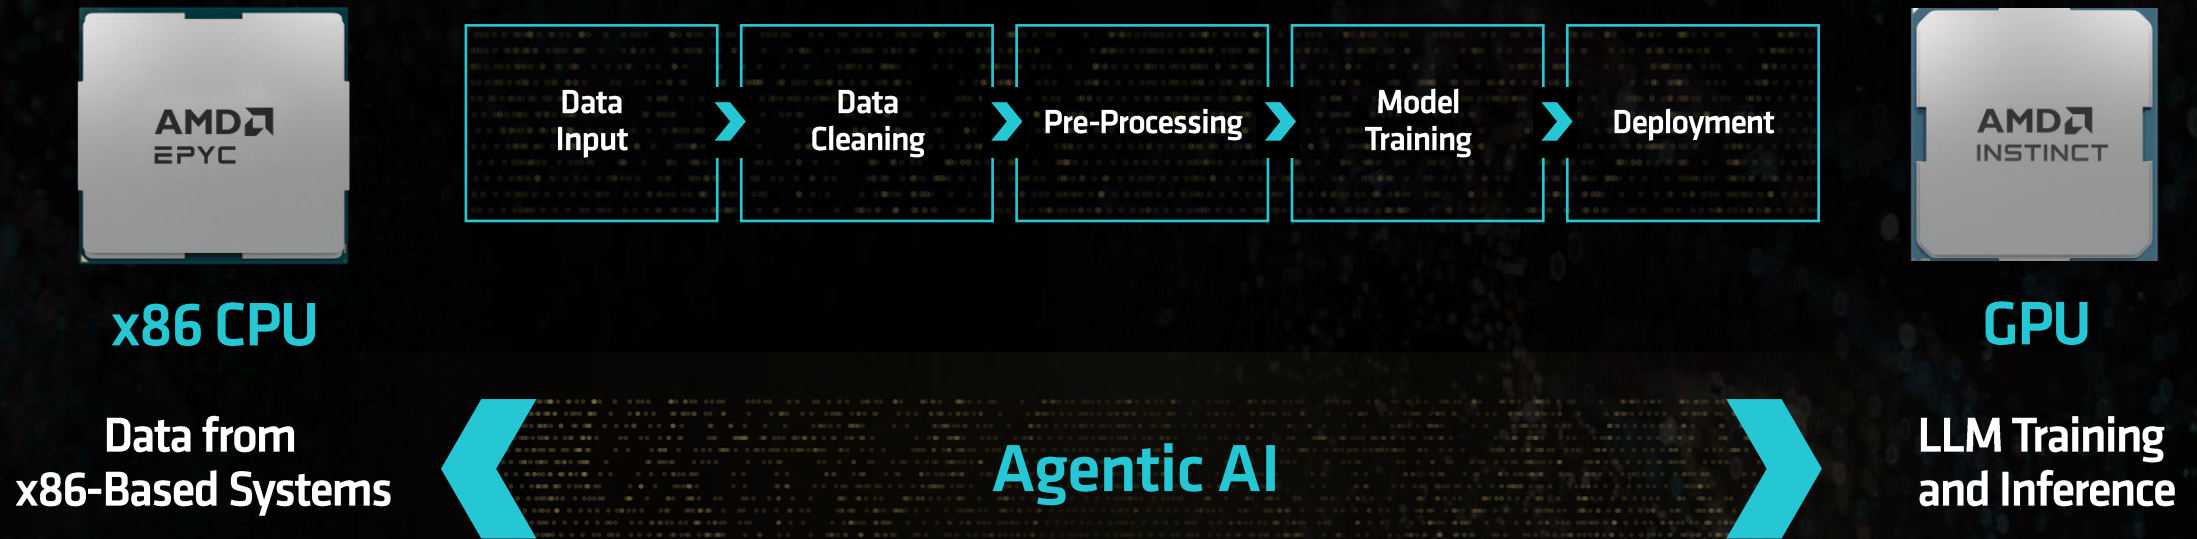 AMD
EPYC
x86 CPU
Data from
x86-Based Systems
Data
Input
Data
Cleaning
Pre-Processing
Model
Training
Deployment
Agentic AI
AMD
INSTINCT
GPU
LLM Training
and Inference